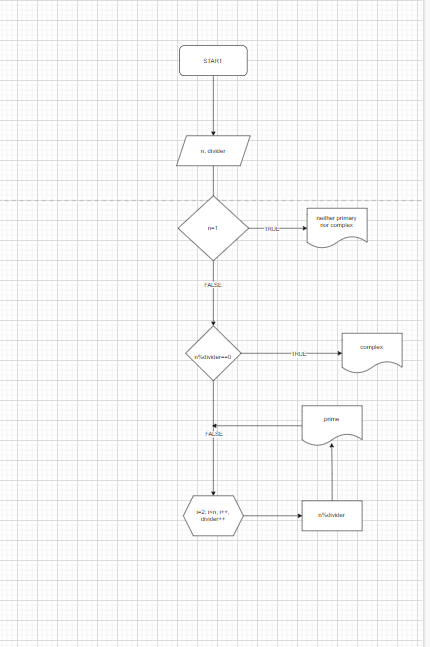 START
n, divider
n=1
TRUE
neither primary
nor complex
FALSE
n%divider==0
TRUE
complex
prime
FALSE
i=2; i<n; i++,
divider++
n%divider